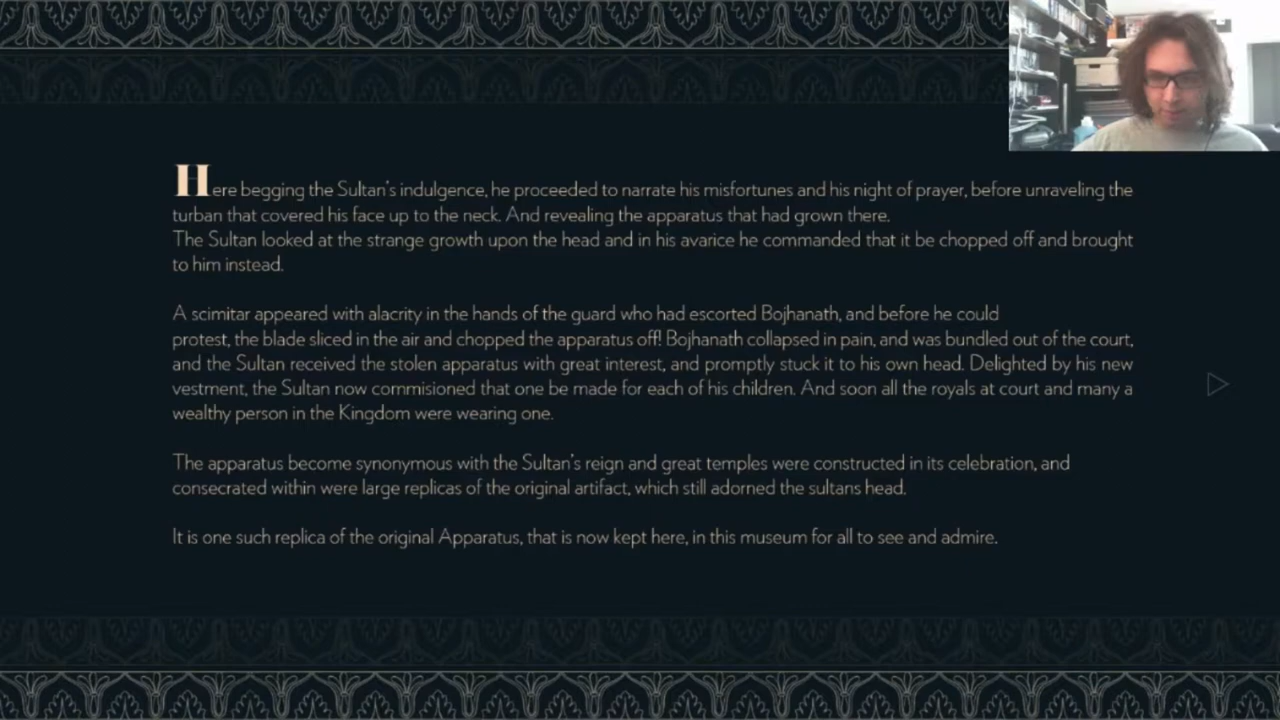 Here begging the Sultan's indulgence, he proceeded to narrate his misfortunes and his night of prayer, before unraveling the
turban that covered his face up to the neck. And revealing the apparatus that had grown there.
The Sultan looked at the strange growth upon the head and in his avarice he commanded that it be chopped off and brought
to him instead.
A scimitar appeared with alacrity in the hands of the guard who had escorted Bojhanath, and before he could
protest, the blade sliced in the air and chopped the apparatus off! Bojhanath collapsed in pain, and was bundled out of the court,
and the Sultan received the stolen apparatus with great interest, and promptly stuck it to his own head. Delighted by his new
vestment, the Sultan now commisioned that one be made for each of his children. And soon all the royals at court and many a
wealthy person in the Kingdom were wearing one.
The apparatus become synonymous with the Sultan's reign and great temples were constructed in its celebration, and
consecrated within were large replicas of the original artifact, which still adorned the sultans head.
It is one such replica of the original Apparatus, that is now kept here, in this museum for all to see and admire.